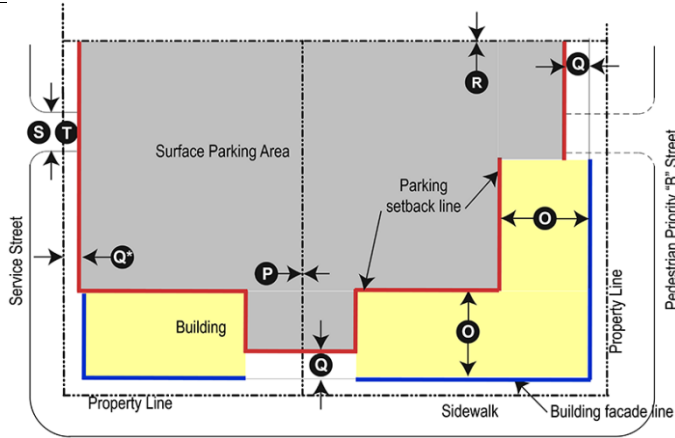 Q
R
S T
Surface Parking Area
Parking
setback line
O
Pedestrian Priority "B" Street
Service Street
Q*
P
Property Line
Building
O
Q
Property Line
Sidewalk
Building facade line